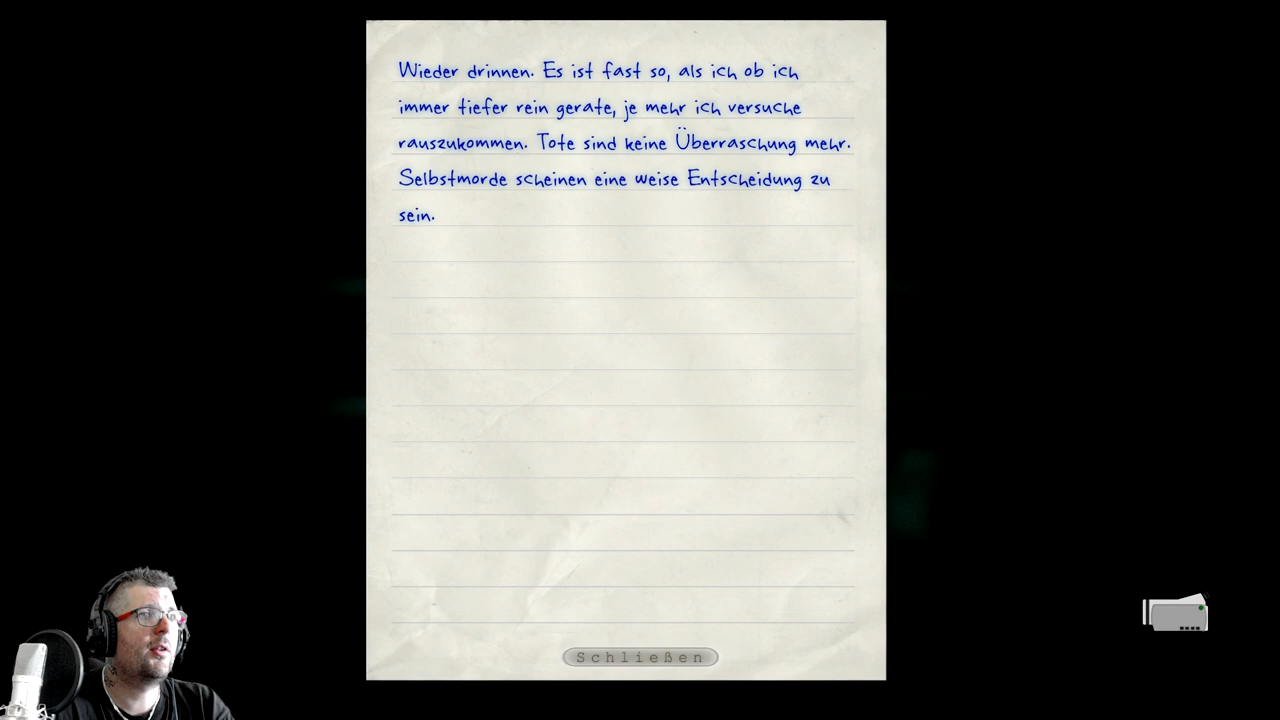 Wieder drinnen. Es ist fast so, als ich ob ich
immer tiefer rein gerate, je mehr ich versuche
rauszukommen. Tote sind keine Überraschung mehr.
Selbstmorde scheinen eine weise Entscheidung zu
sein.
Schließen